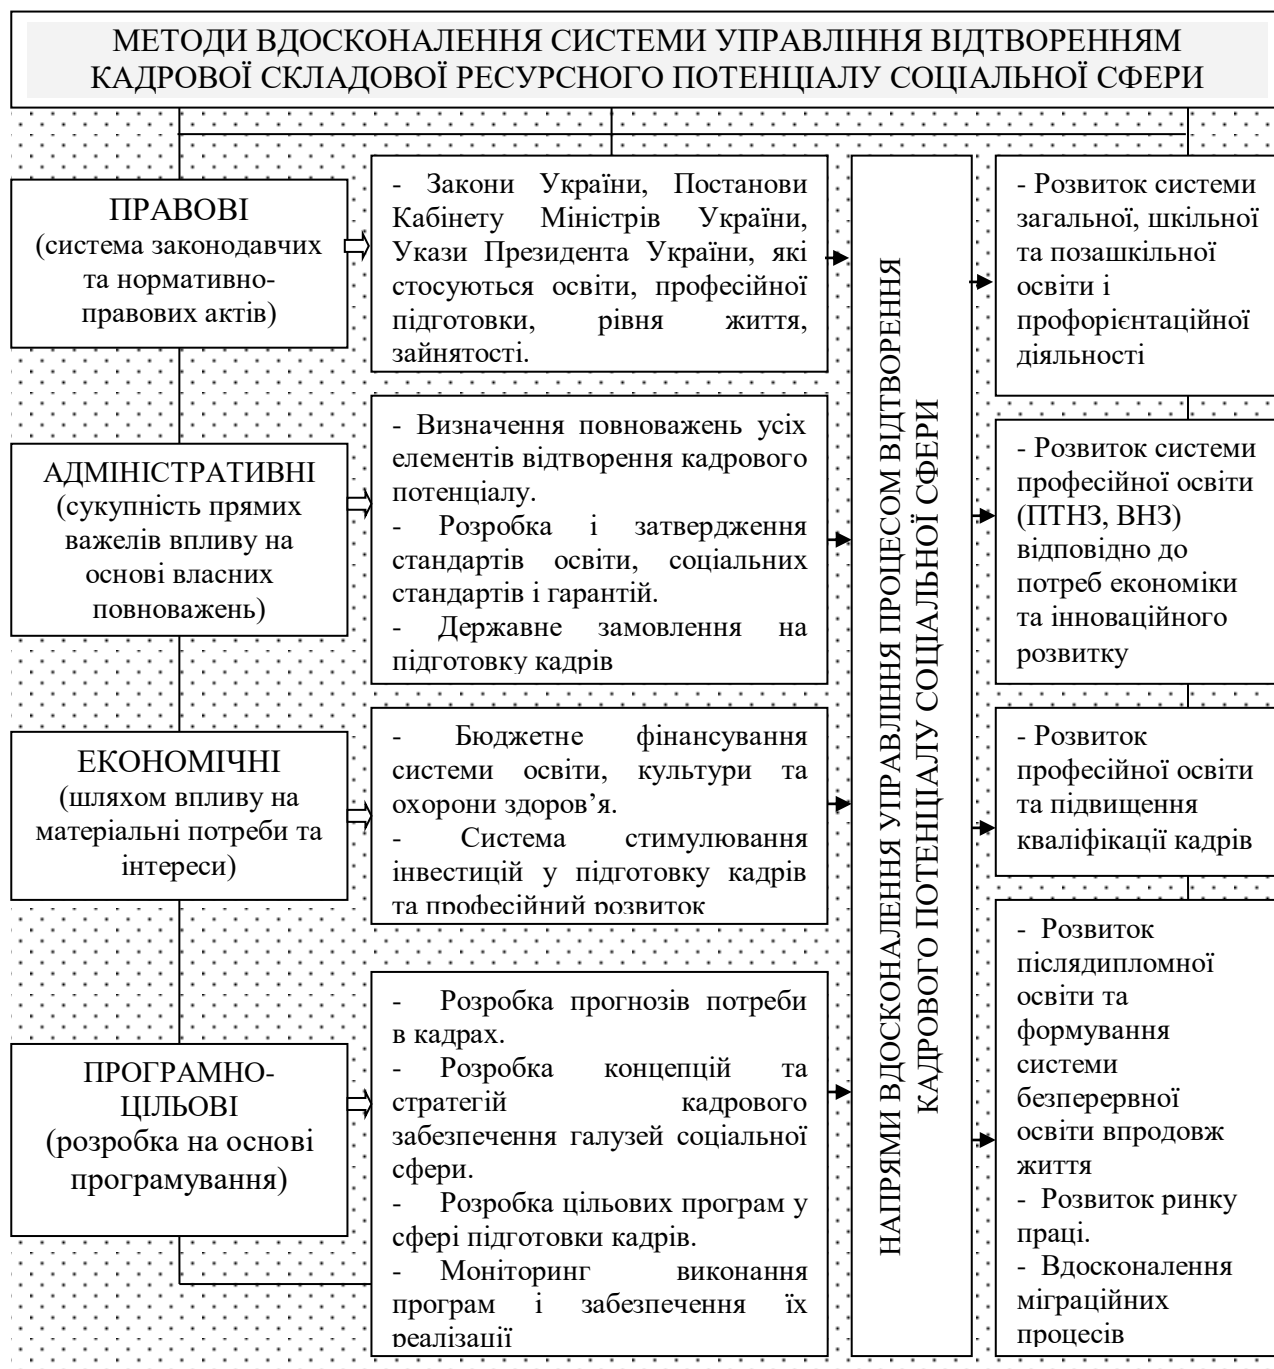 МЕТОДИ ВДОСКОНАЛЕННЯ СИСТЕМИ УПРАВЛІННЯ ВІДТВОРЕННЯМ
КАДРОВОЇ СКЛАДОВОЇ РЕСУРСНОГО ПОТЕНЦІАЛУ СОЦІАЛЬНОЇ СФЕРИ
ПРАВОВІ
(система законодавчих
та нормативно-
правових актів)
- Закони України, Постанови
Кабінету Міністрів України,
Укази Президента України, які
стосуються освіти, професійної
підготовки, рівня життя,
зайнятості.
АДМІНІСТРАТИВНІ
(сукупність прямих
важелів впливу на
основі власних
повноважень)
- Визначення повноважень усіх
елементів відтворення кадрового
потенціалу.
- Розробка і затвердження
стандартів освіти, соціальних
стандартів і гарантій.
- Державне замовлення на
підготовку кадрів
ЕКОНОМІЧНІ
(шляхом впливу на
матеріальні потреби та
інтереси)
- Бюджетне фінансування
системи освіти, культури та
охорони здоров’я.
- Система стимулювання
інвестицій у підготовку кадрів
та професійний розвиток
ПРОГРАМНО-
ЦІЛЬОВІ
(розробка на основі
програмування)
- Розробка прогнозів потреби
в кадрах.
- Розробка концепцій та
стратегій кадрового
забезпечення галузей соціальної
сфери.
- Розробка цільових програм у
сфері підготовки кадрів.
- Моніторинг виконання
програм і забезпечення їх
реалізації
НАПРЯМИ ВДОСКОНАЛЕННЯ УПРАВЛІННЯ ПРОЦЕСОМ ВІДТВОРЕННЯ
КАДРОВОГО ПОТЕНЦІАЛУ СОЦІАЛЬНОЇ СФЕРИ
- Розвиток системи
загальної, шкільної
та позашкільної
освіти і
профорієнтаційної
діяльності
- Розвиток системи
професійної освіти
(ПТНЗ, ВНЗ)
відповідно до
потреб економіки
та інноваційного
розвитку
- Розвиток
професійної освіти
та підвищення
кваліфікації кадрів
- Розвиток
післядипломної
освіти та
формування
системи
безперервної
освіти впродовж
життя
- Розвиток ринку
праці.
- Вдосконалення
міграційних
процесів